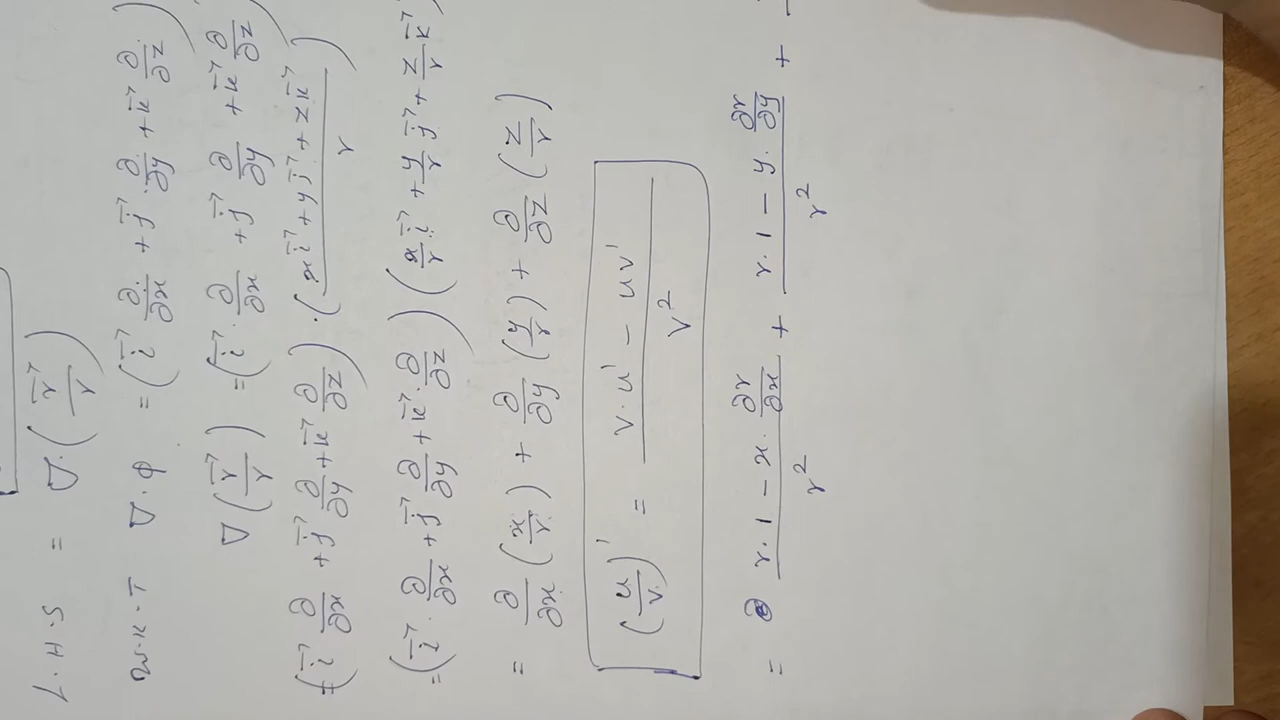 L.H.S = ∇·(r⃗/r)
W.K.T ∇·φ = (i⃗ ∂/∂x + j⃗·∂/∂y + k⃗ ∂/∂z)
∇(r⃗/r) = (i⃗·∂/∂x + j⃗ ∂/∂y + k⃗ ∂/∂z)
= (i⃗ ∂/∂x + j⃗ ∂/∂y + k⃗ ∂/∂z)·((x i⃗ + y j⃗ + z k⃗)/r)
= (i⃗·∂/∂x + j⃗ ∂/∂y + k⃗·∂/∂z)(x/r i⃗ + y/r j⃗ + z/r k⃗)
= ∂/∂x (x/r) + ∂/∂y (y/r) + ∂/∂z (z/r)
(u/v)' = (v·u' - uv')/v²
= (r·1 - x·∂r/∂x)/r² + (r·1 - y·∂r/∂y)/r² +